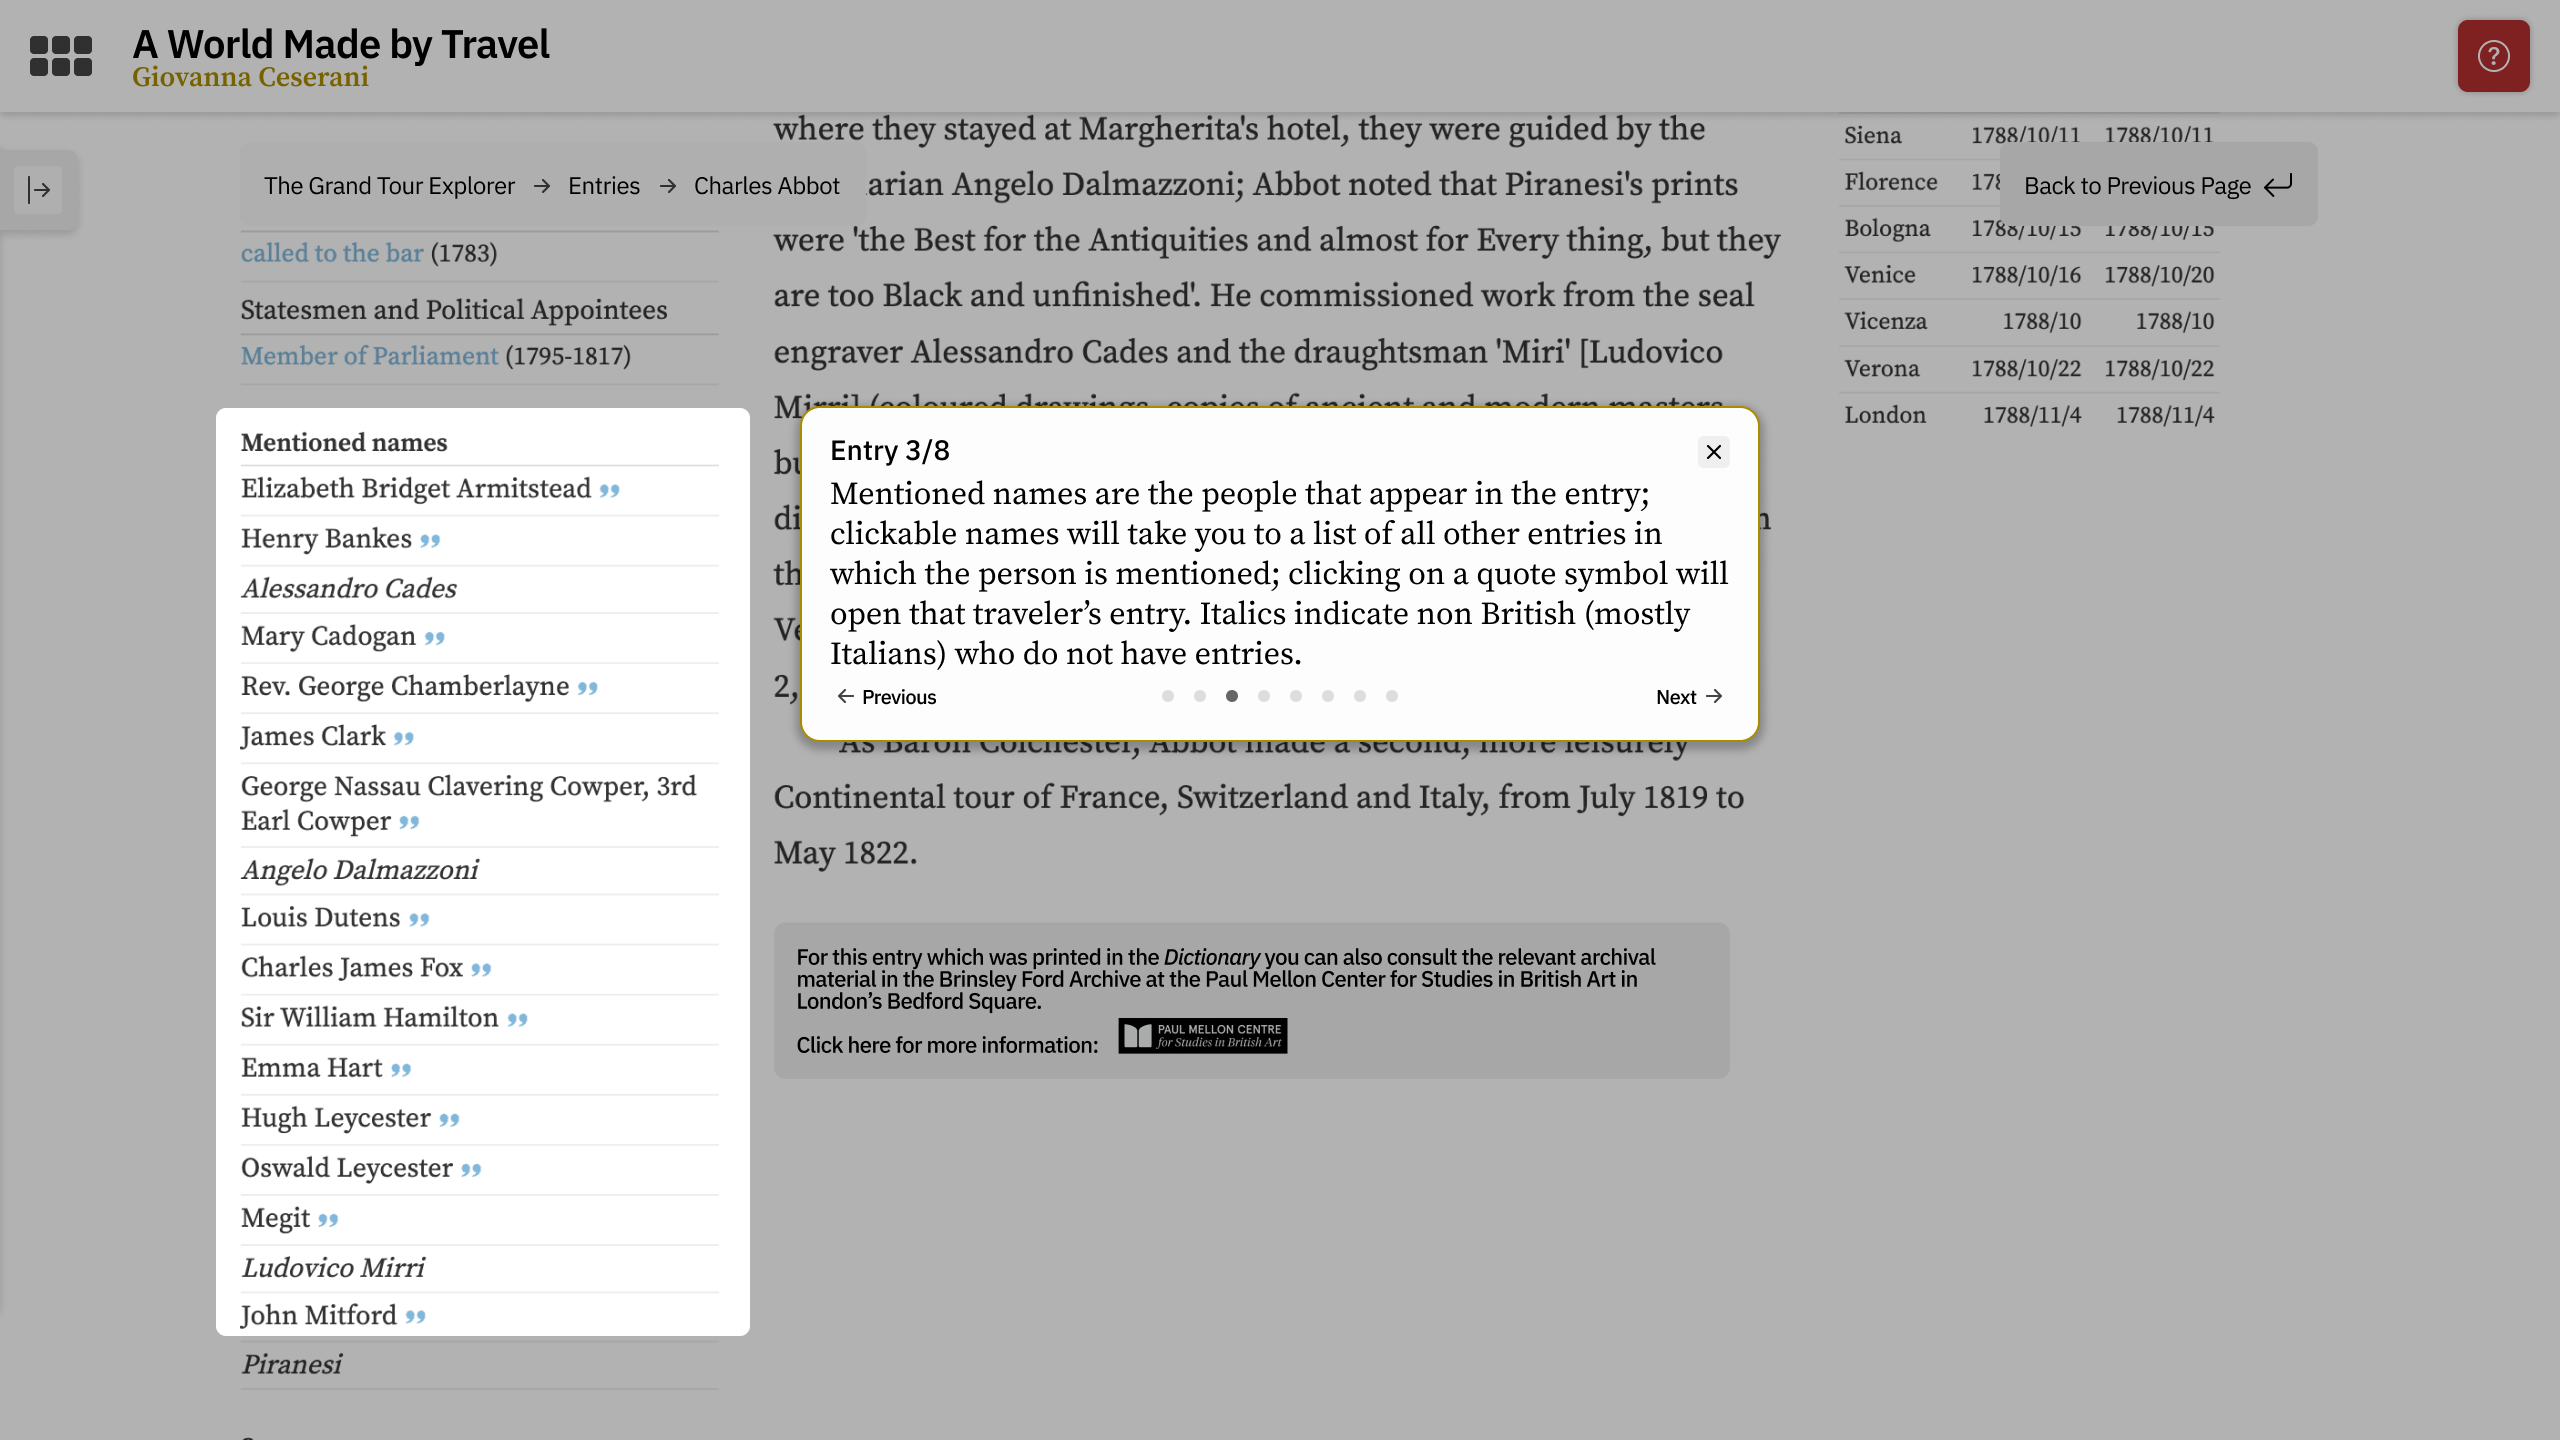 A World Made by Travel
Giovanna Ceserani
The Grand Tour Explorer → Entries → Charles Abbot
Back to Previous Page
called to the bar (1783)
Statesmen and Political Appointees
Member of Parliament (1795-1817)
Mentioned names
Elizabeth Bridget Armitstead
Henry Bankes
Alessandro Cades
Mary Cadogan
Rev. George Chamberlayne
James Clark
George Nassau Clavering Cowper, 3rd
Earl Cowper
Angelo Dalmazzoni
Louis Dutens
Charles James Fox
Sir William Hamilton
Emma Hart
Hugh Leycester
Oswald Leycester
Megit
Ludovico Mirri
John Mitford
Piranesi
where they stayed at Margherita's hotel, they were guided by the
arian Angelo Dalmazzoni; Abbot noted that Piranesi's prints
were 'the Best for the Antiquities and almost for Every thing, but they
are too Black and unfinished'. He commissioned work from the seal
engraver Alessandro Cades and the draughtsman 'Miri' [Ludovico
Mirri] (coloured drawings, copies of ancient and modern masters
Entry 3/8
Mentioned names are the people that appear in the entry;
clickable names will take you to a list of all other entries in
which the person is mentioned; clicking on a quote symbol will
open that traveler’s entry. Italics indicate non British (mostly
Italians) who do not have entries.
← Previous
Next →
2,
As Baron Colchester, Abbot made a second, more leisurely
Continental tour of France, Switzerland and Italy, from July 1819 to
May 1822.
For this entry which was printed in the Dictionary you can also consult the relevant archival
material in the Brinsley Ford Archive at the Paul Mellon Center for Studies in British Art in
London’s Bedford Square.
Click here for more information:
PAUL MELLON CENTRE
for Studies in British Art
Siena 1788/10/11 1788/10/11
Florence 178
Bologna 1788/10/15 1788/10/15
Venice 1788/10/16 1788/10/20
Vicenza 1788/10 1788/10
Verona 1788/10/22 1788/10/22
London 1788/11/4 1788/11/4